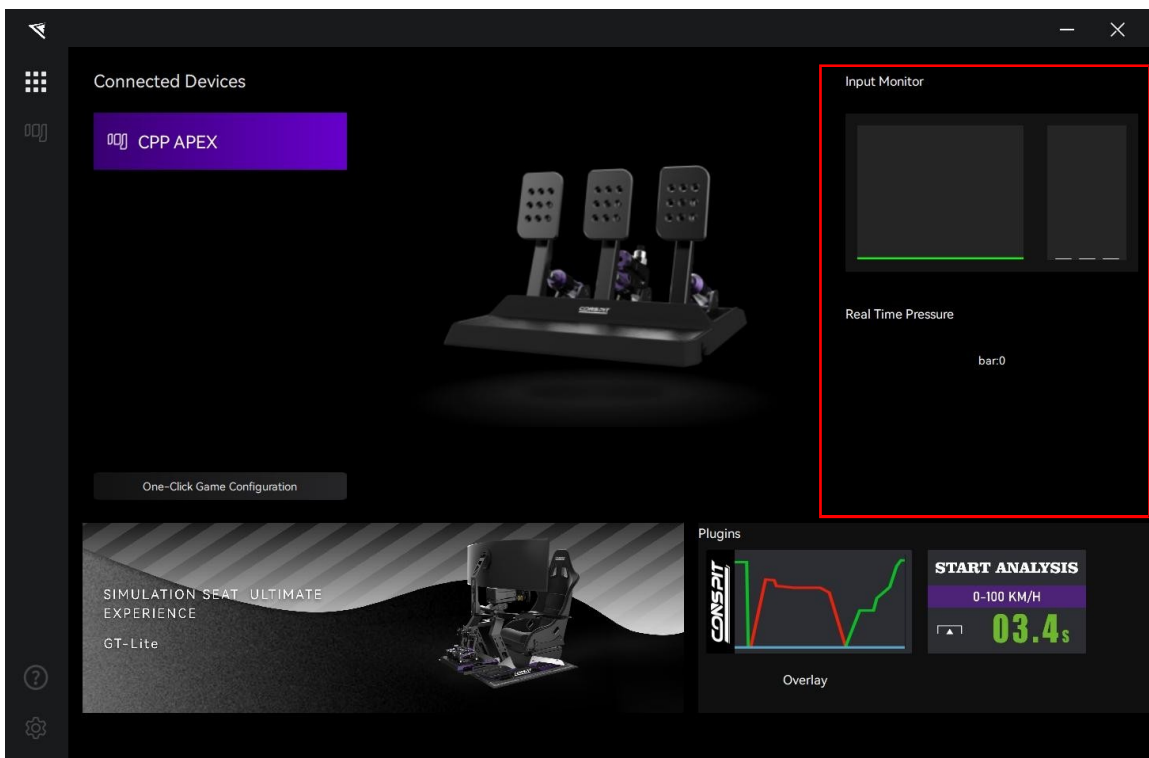 Connected Devices
CPP APEX
CONSPIT
One-Click Game Configuration
Input Monitor
Real Time Pressure
bar:0
SIMULATION SEAT ULTIMATE
EXPERIENCE
GT-Lite
Plugins
CONSPIT
START ANALYSIS
0-100 KM/H
03.4s
Overlay
?